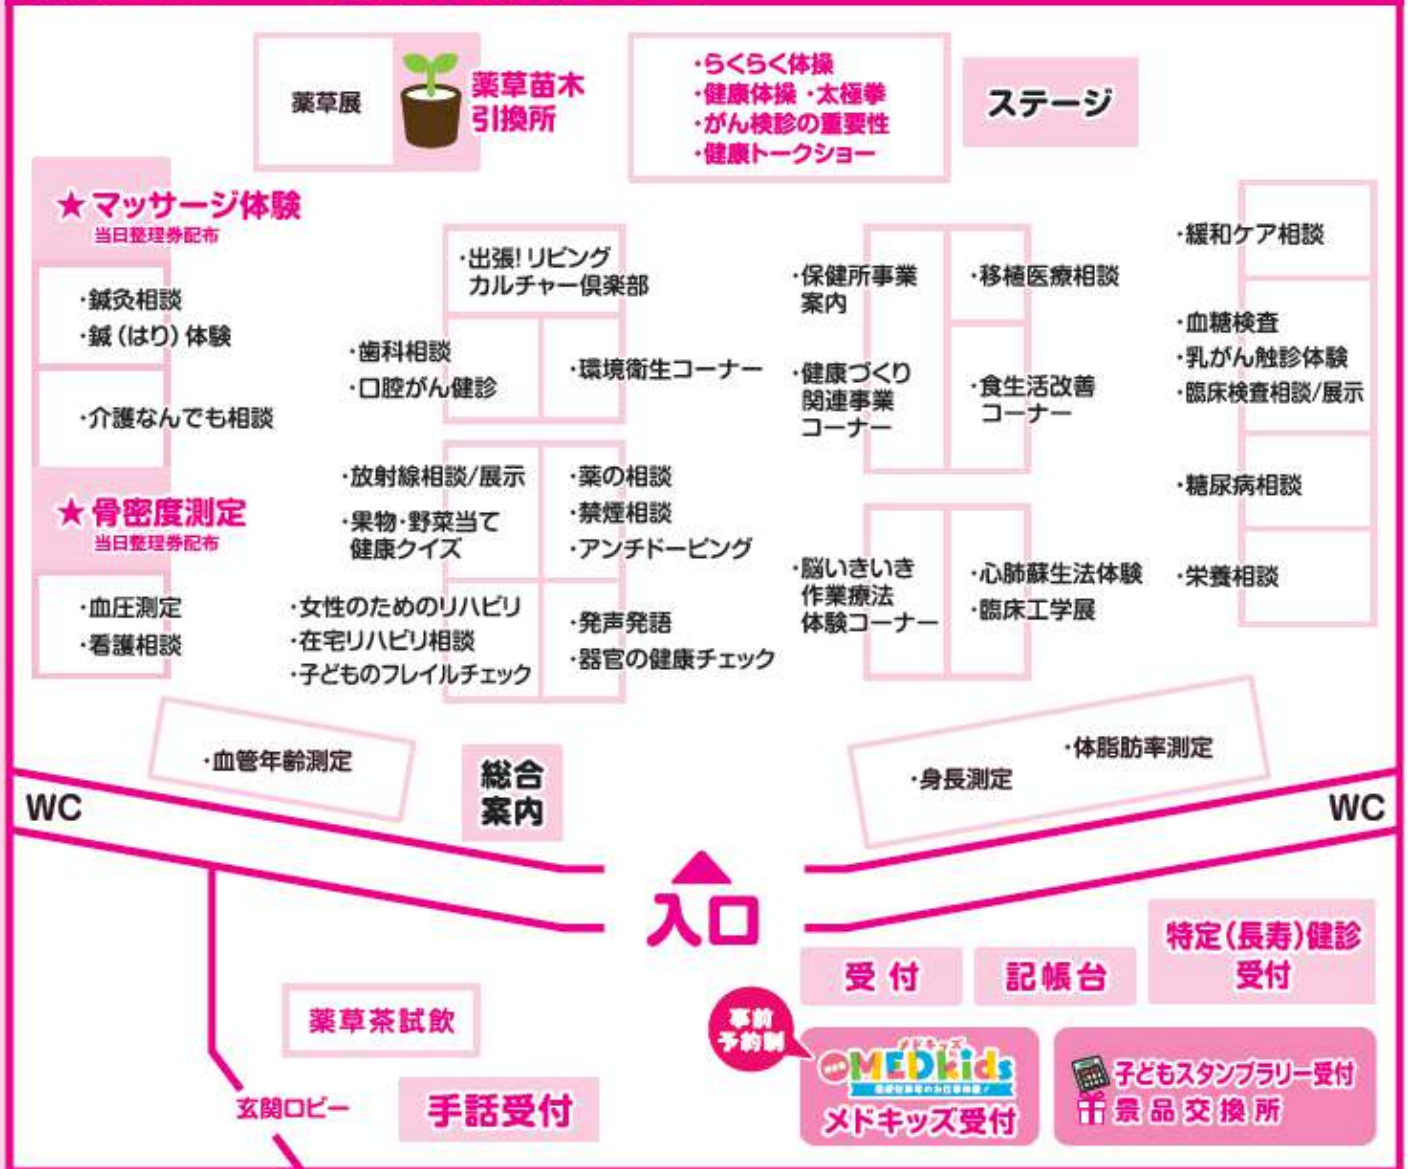 薬草展
薬草苗木
引換所
・らくらく体操
・健康体操・太極拳
・がん検診の重要性
・健康トークショー
ステージ
★マッサージ体験
当日整理券配布
・鍼灸相談
・鍼(はり)体験
・介護なんでも相談
★骨密度測定
当日整理券配布
・血圧測定
・看護相談
・出張!リビング
カルチャー倶楽部
・歯科相談
・口腔がん健診
・環境衛生コーナー
・放射線相談/展示
・果物・野菜当て
健康クイズ
・薬の相談
・禁煙相談
・アンチドーピング
・女性のためのリハビリ
・在宅リハビリ相談
・子どものフレイルチェック
・発声発語
・器官の健康チェック
・保健所事業
案内
・移植医療相談
・健康づくり
関連事業
コーナー
・食生活改善
コーナー
・脳いきいき
作業療法
体験コーナー
・心肺蘇生法体験
・臨床工学展
・緩和ケア相談
・血糖検査
・乳がん触診体験
・臨床検査相談/展示
・糖尿病相談
・栄養相談
・血管年齢測定
総合
案内
・身長測定
・体脂肪率測定
WC
WC
入口
受付
記帳台
特定(長寿)健診
受付
薬草茶試飲
玄関ロビー
手話受付
事前
予約制
メドキッズ
MEDkids
メドキッズ受付
子どもスタンプラリー受付
景品交換所